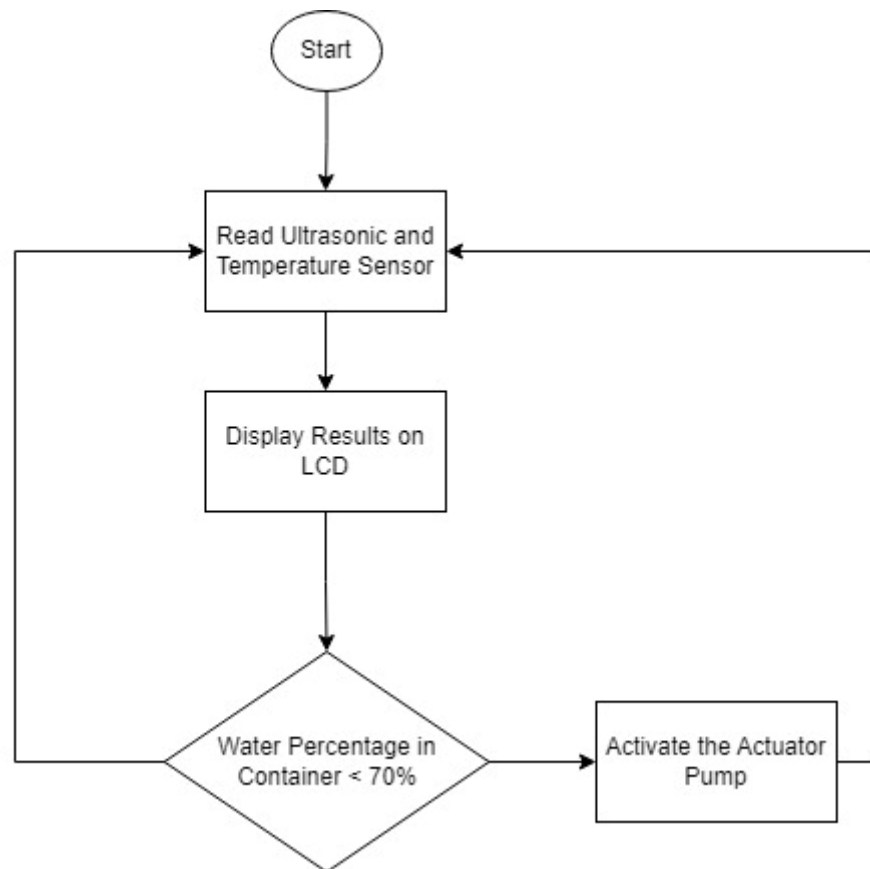 Start
Read Ultrasonic and
Temperature Sensor
Display Results on
LCD
Water Percentage in
Container < 70%
Activate the Actuator
Pump